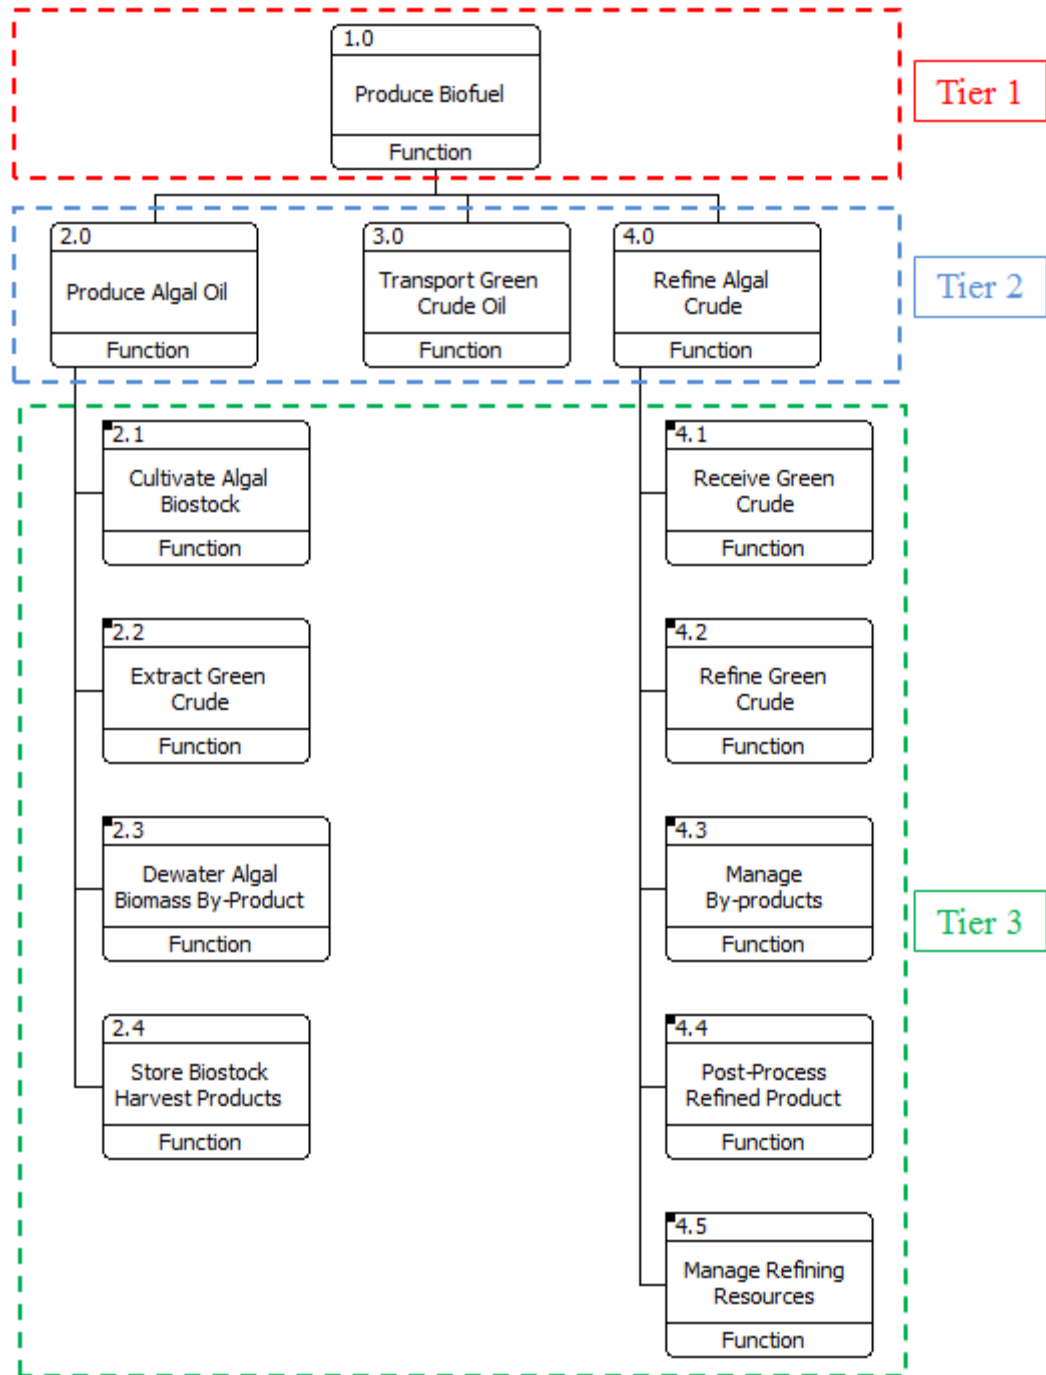 1.0
Produce Biofuel
Function
Tier 1
2.0
Produce Algal Oil
Function
3.0
Transport Green
Crude Oil
Function
4.0
Refine Algal
Crude
Function
Tier 2
2.1
Cultivate Algal
Biostock
Function
2.2
Extract Green
Crude
Function
2.3
Dewater Algal
Biomass By-Product
Function
2.4
Store Biostock
Harvest Products
Function
4.1
Receive Green
Crude
Function
4.2
Refine Green
Crude
Function
4.3
Manage
By-products
Function
4.4
Post-Process
Refined Product
Function
4.5
Manage Refining
Resources
Function
Tier 3